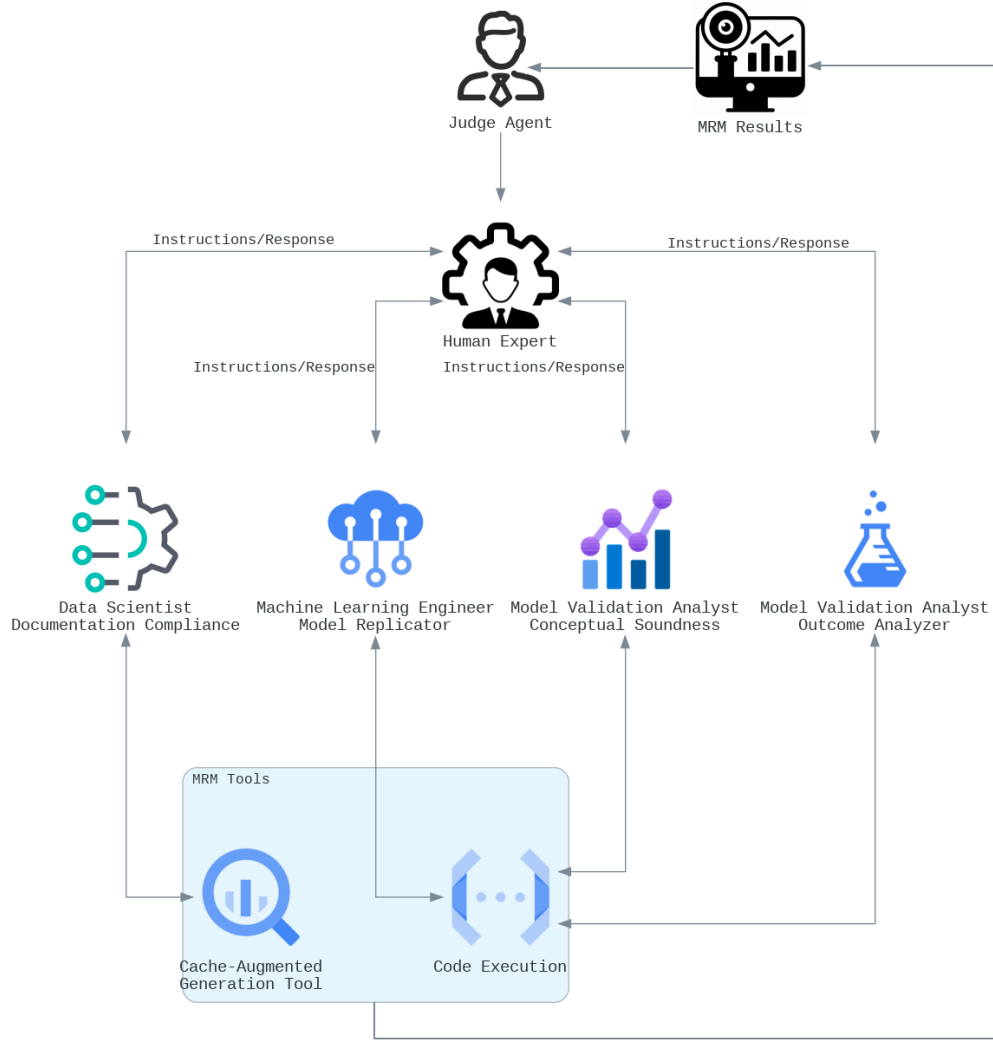 Judge Agent
MRM Results
Instructions/Response
Instructions/Response
Human Expert
Instructions/Response
Instructions/Response
Data Scientist
Documentation Compliance
Machine Learning Engineer
Model Replicator
Model Validation Analyst
Conceptual Soundness
Model Validation Analyst
Outcome Analyzer
MRM Tools
Cache-Augmented
Generation Tool
Code Execution